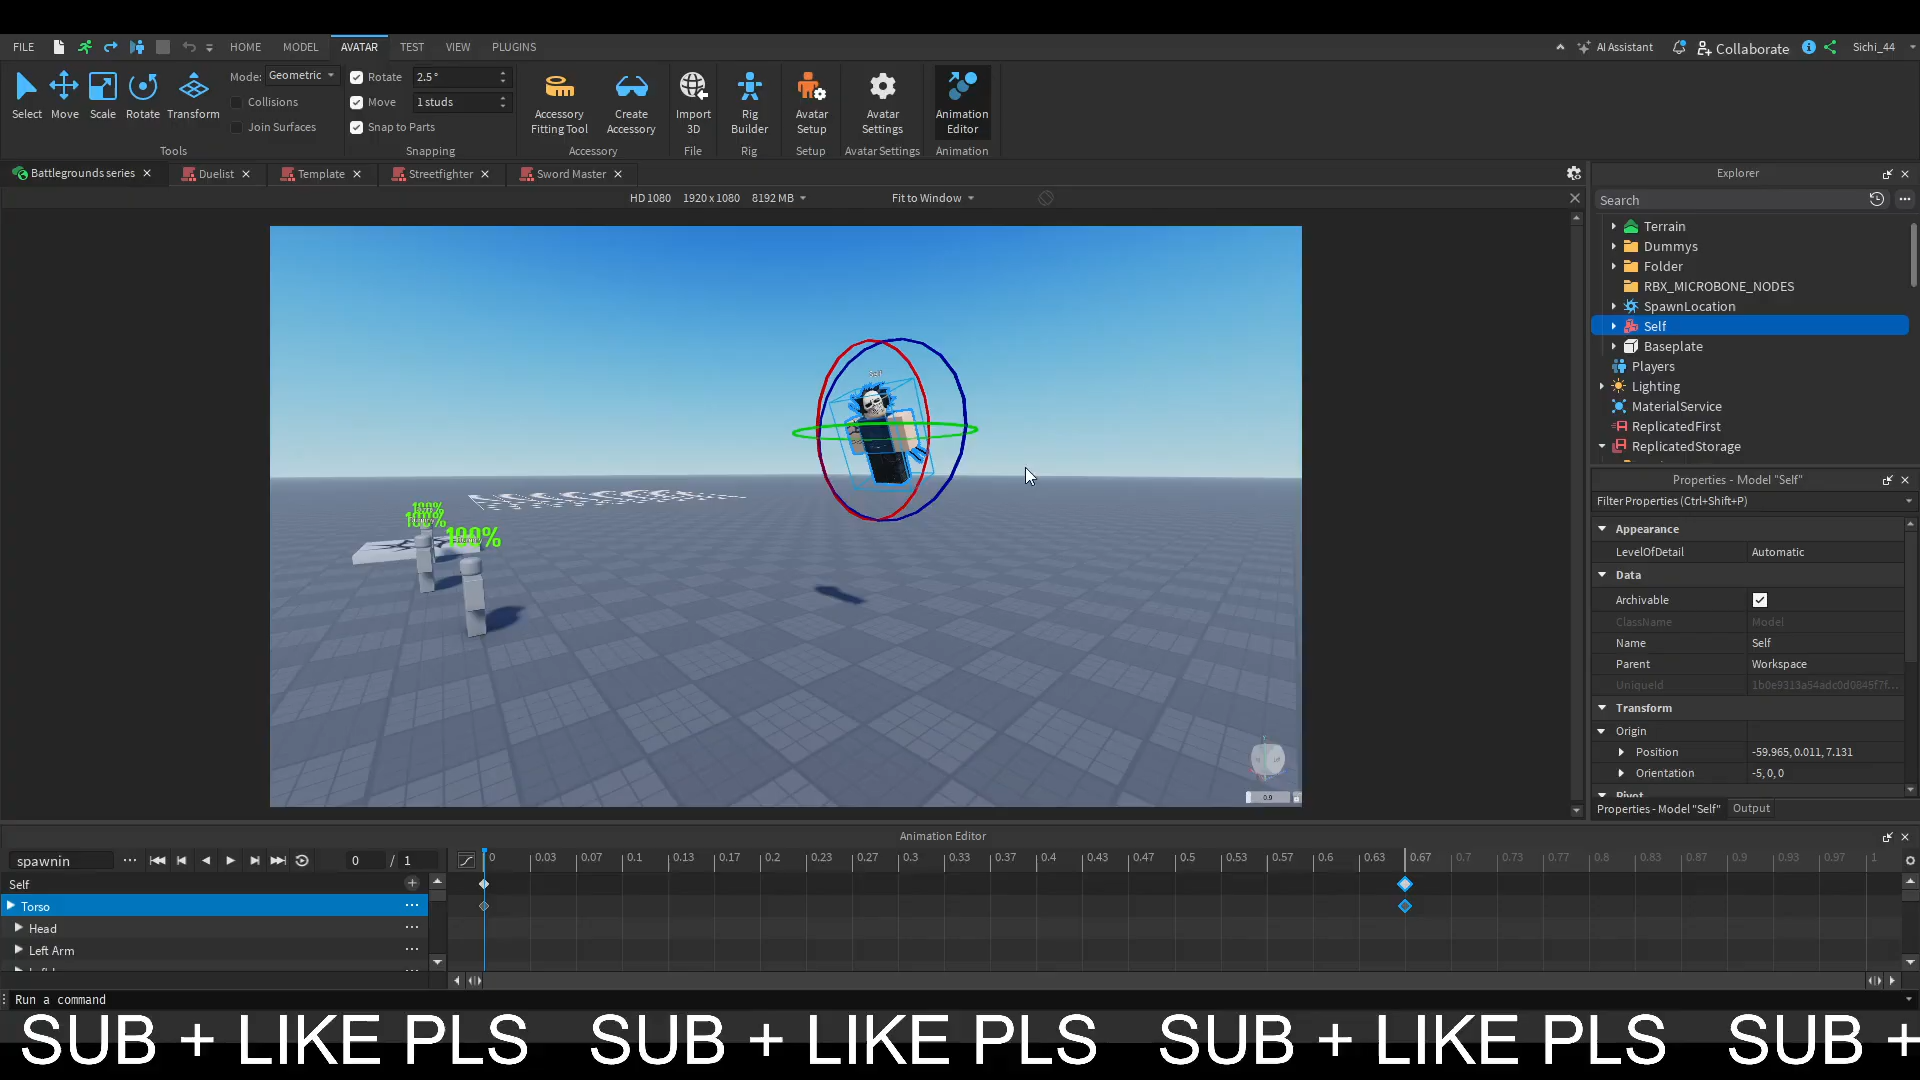 FILE HOME MODEL AVATAR TEST VIEW PLUGINS AI Assistant Collaborate Sichi_44
Select Move Scale Rotate Transform
Mode: Geometric
Collisions
Join Surfaces
Rotate 2.5°
Move 1 studs
Snap to Parts
Accessory Fitting Tool
Create Accessory
Import 3D
Rig Builder
Avatar Setup
Avatar Settings
Animation Editor
Tools Snapping Accessory File Rig Setup Avatar Settings Animation
Battlegrounds series Duelist Template Streetfighter Sword Master
HD 1080 1920 x 1080 8192 MB Fit to Window
Explorer
Search
Terrain
Dummys
Folder
RBX_MICROBONE_NODES
SpawnLocation
Self
Baseplate
Players
Lighting
MaterialService
ReplicatedFirst
ReplicatedStorage
Self
100%
100%
100%
0.9
Properties - Model "Self"
Filter Properties (Ctrl+Shift+P)
Appearance
LevelOfDetail Automatic
Data
Archivable
ClassName Model
Name Self
Parent Workspace
UniqueId 1b0e9313a54adc0d0845f7f...
Transform
Origin
Position -59.965, 0.011, 7.131
Orientation -5, 0, 0
Pivot
Properties - Model "Self" Output
Animation Editor
spawnin ... 0 / 1
0 0.03 0.07 0.1 0.13 0.17 0.2 0.23 0.27 0.3 0.33 0.37 0.4 0.43 0.47 0.5 0.53 0.57 0.6 0.63 0.67 0.7 0.73 0.77 0.8 0.83 0.87 0.9 0.93 0.97 1
Self
Torso ...
Head ...
Left Arm ...
Run a command
SUB + LIKE PLS SUB + LIKE PLS SUB + LIKE PLS SUB +